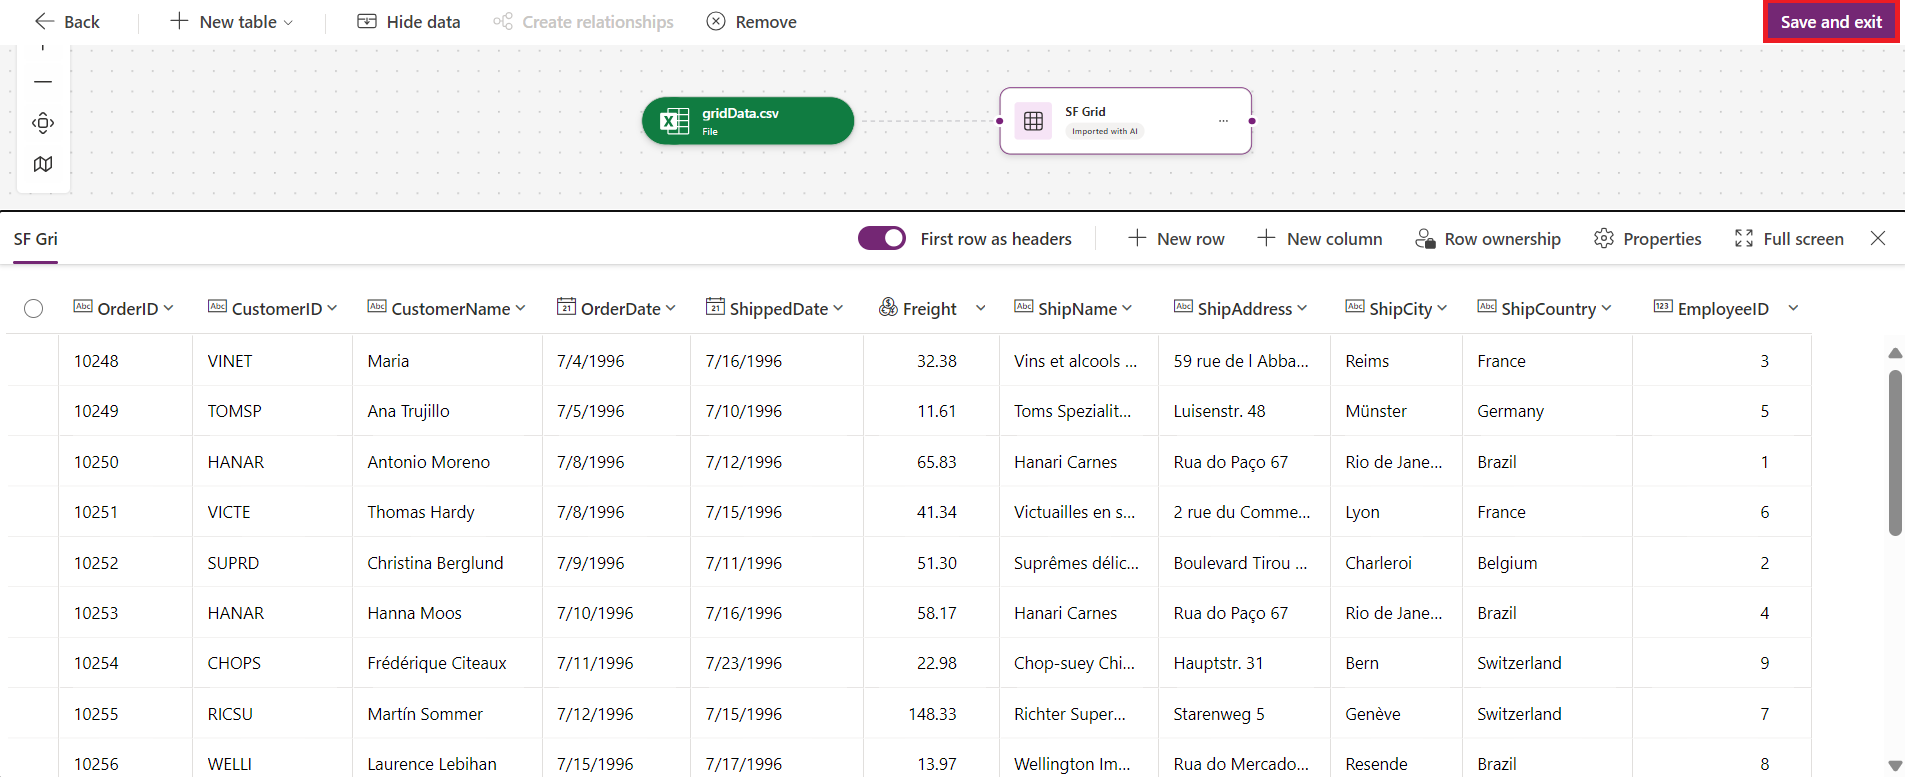 Back New table Hide data Create relationships Remove Save and exit
gridData.csv
File
SF Grid
Imported with AI
SF Gri First row as headers New row New column Row ownership Properties Full screen
Abc OrderID Abc CustomerID Abc CustomerName 21 OrderDate 21 ShippedDate Freight Abc ShipName Abc ShipAddress Abc ShipCity Abc ShipCountry 123 EmployeeID
10248 VINET Maria 7/4/1996 7/16/1996 32.38 Vins et alcools ... 59 rue de l Abba... Reims France 3
10249 TOMSP Ana Trujillo 7/5/1996 7/10/1996 11.61 Toms Spezialit... Luisenstr. 48 Münster Germany 5
10250 HANAR Antonio Moreno 7/8/1996 7/12/1996 65.83 Hanari Carnes Rua do Paço 67 Rio de Jane... Brazil 1
10251 VICTE Thomas Hardy 7/8/1996 7/15/1996 41.34 Victuailles en s... 2 rue du Comme... Lyon France 6
10252 SUPRD Christina Berglund 7/9/1996 7/11/1996 51.30 Suprêmes délic... Boulevard Tirou ... Charleroi Belgium 2
10253 HANAR Hanna Moos 7/10/1996 7/16/1996 58.17 Hanari Carnes Rua do Paço 67 Rio de Jane... Brazil 4
10254 CHOPS Frédérique Citeaux 7/11/1996 7/23/1996 22.98 Chop-suey Chi... Hauptstr. 31 Bern Switzerland 9
10255 RICSU Martín Sommer 7/12/1996 7/15/1996 148.33 Richter Super... Starenweg 5 Genève Switzerland 7
10256 WELLI Laurence Lebihan 7/15/1996 7/17/1996 13.97 Wellington Im... Rua do Mercado... Resende Brazil 8